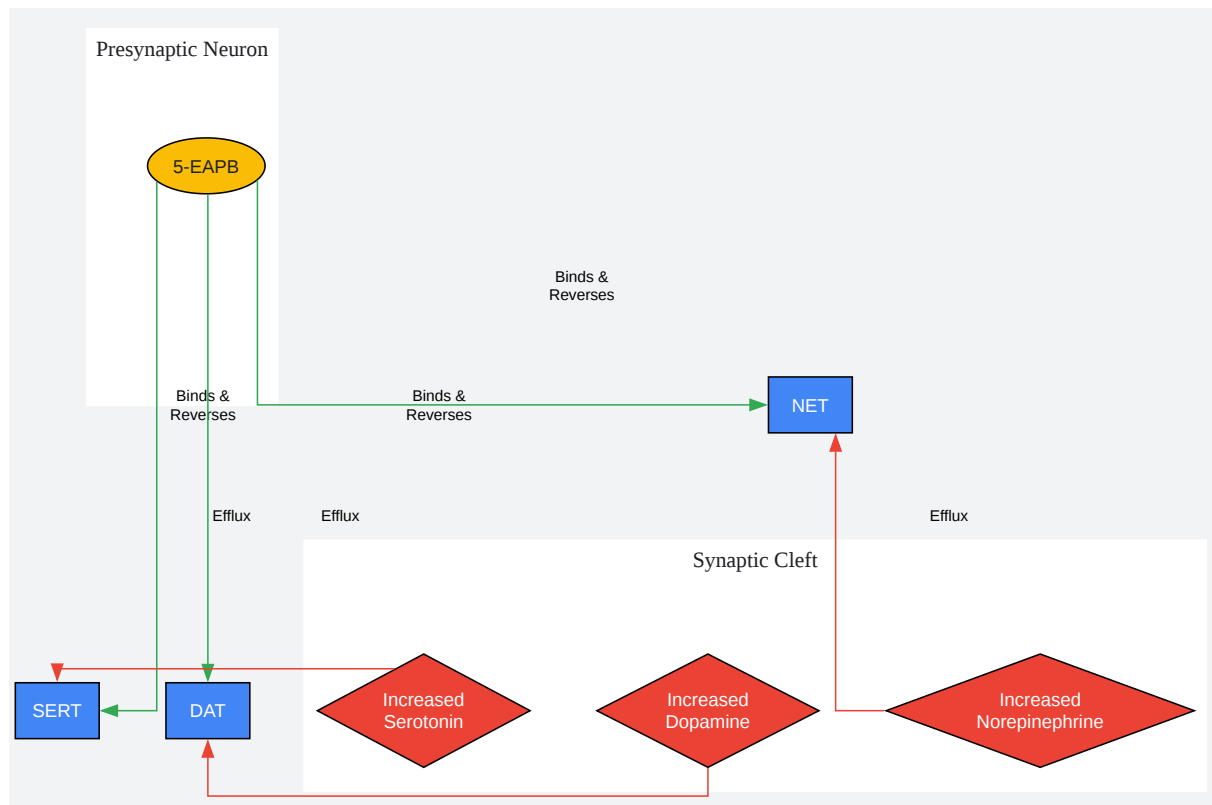 Presynaptic Neuron
5-EAPB
Binds &
Reverses
Binds &
Reverses
Binds &
Reverses
NET
Efflux
Efflux
Efflux
Synaptic Cleft
SERT
DAT
Increased
Serotonin
Increased
Dopamine
Increased
Norepinephrine